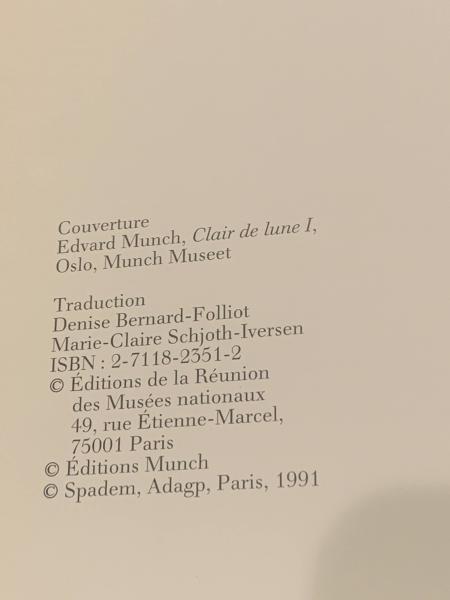 Couverture
Edvard Munch, Clair de lune I,
Oslo, Munch Museet
Traduction
Denise Bernard-Folliot
Marie-Claire Schjoth-Iversen
ISBN : 2-7118-2351-2
© Éditions de la Réunion
des Musées nationaux
49, rue Étienne-Marcel,
75001 Paris
© Éditions Munch
© Spadem, Adagp, Paris, 1991